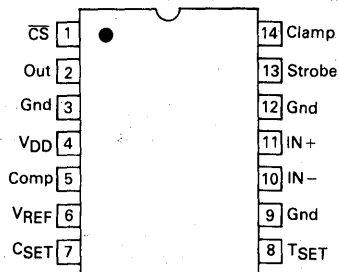 C̅S̅ 1 14 Clamp
Out 2 13 Strobe
Gnd 3 12 Gnd
VDD 4 11 IN+
Comp 5 10 IN−
VREF 6 9 Gnd
CSET 7 8 TSET